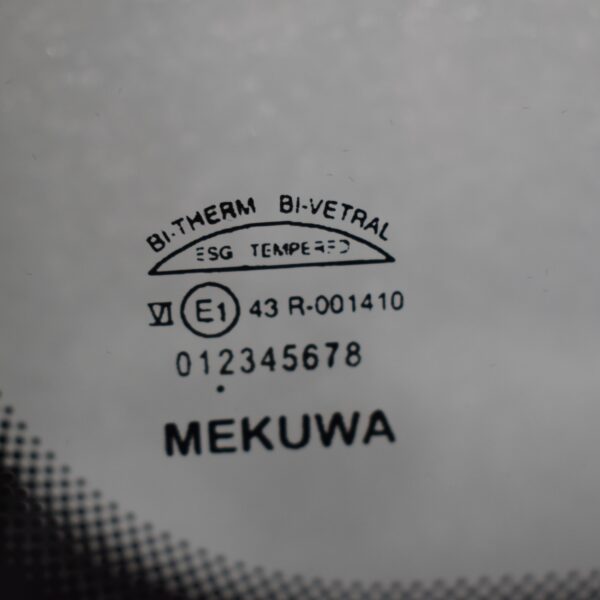 BI-THERM BI-VETRAL
ESG TEMPERED
VI E1 43 R-001410
012345678
MEKUWA